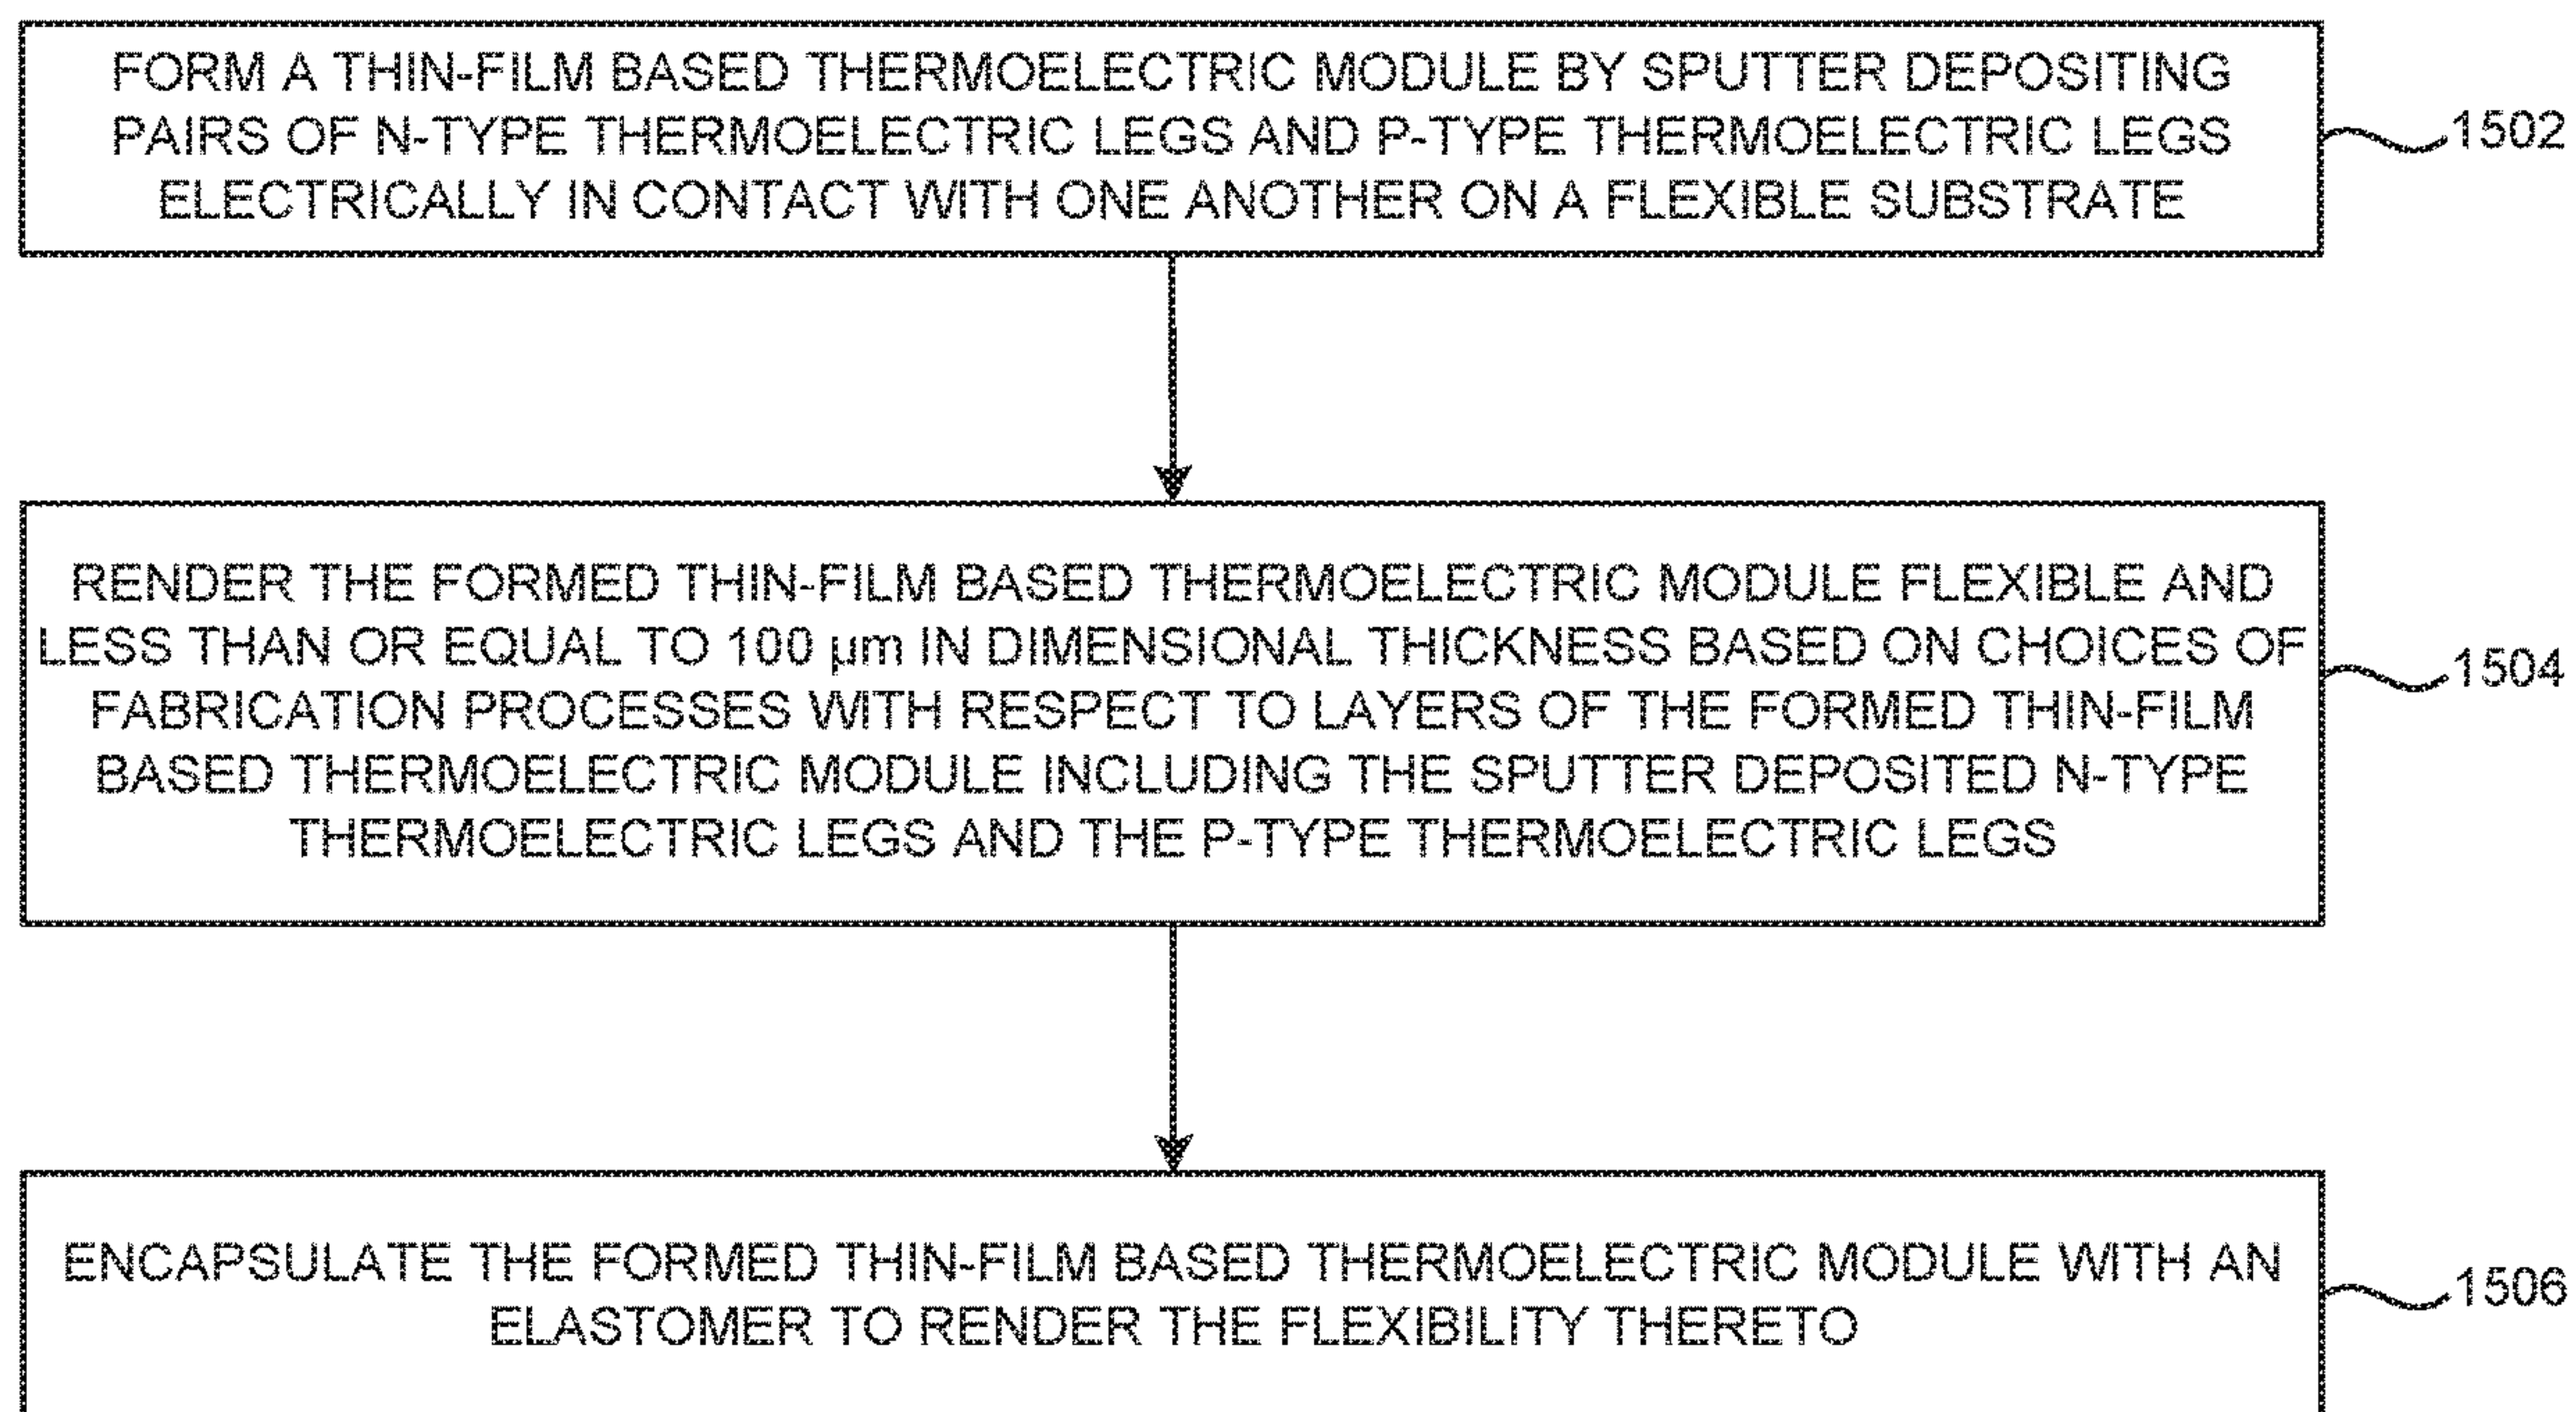 FORM A THIN-FILM BASED THERMOELECTRIC MODULE BY SPUTTER DEPOSITING
PAIRS OF N-TYPE THERMOELECTRIC LEGS AND P-TYPE THERMOELECTRIC LEGS
ELECTRICALLY IN CONTACT WITH ONE ANOTHER ON A FLEXIBLE SUBSTRATE
1502
RENDER THE FORMED THIN-FILM BASED THERMOELECTRIC MODULE FLEXIBLE AND
LESS THAN OR EQUAL TO 100 μm IN DIMENSIONAL THICKNESS BASED ON CHOICES OF
FABRICATION PROCESSES WITH RESPECT TO LAYERS OF THE FORMED THIN-FILM
BASED THERMOELECTRIC MODULE INCLUDING THE SPUTTER DEPOSITED N-TYPE
THERMOELECTRIC LEGS AND THE P-TYPE THERMOELECTRIC LEGS
1504
ENCAPSULATE THE FORMED THIN-FILM BASED THERMOELECTRIC MODULE WITH AN
ELASTOMER TO RENDER THE FLEXIBILITY THERETO
1506